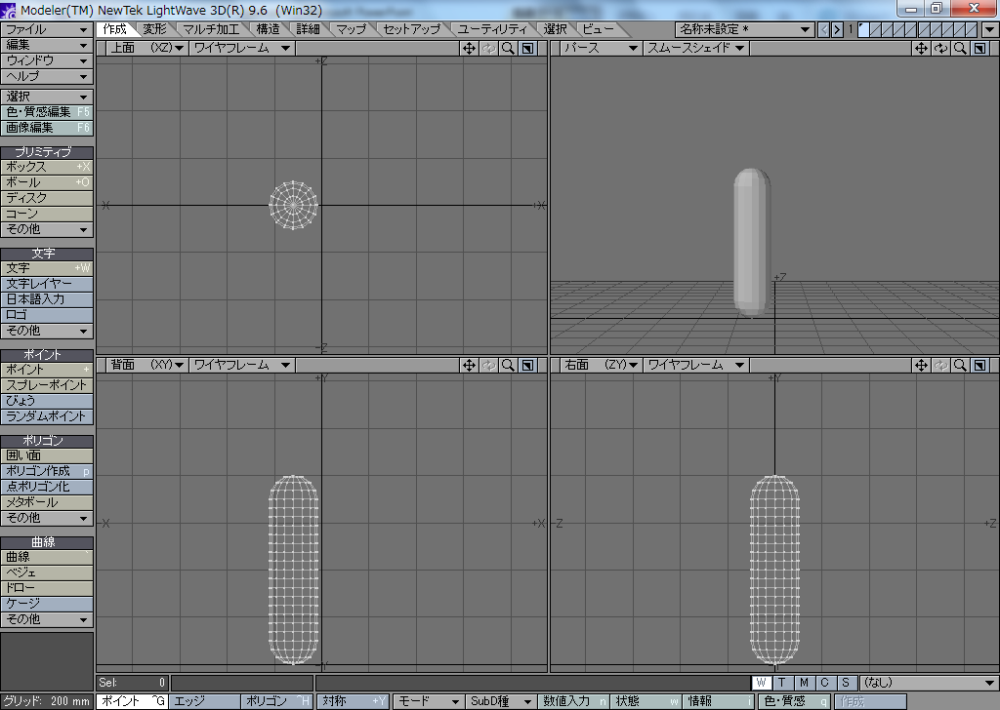 Modeler(TM) NewTek LightWave 3D(R) 9.6 (Win32)
ファイル 作成 変形 マルチ加工 構造 詳細 マップ セットアップ ユーティリティ 選択 ビュー 名称未設定 * 1
編集
ウィンドウ
ヘルプ
選択
色・質感編集 F5
画像編集 F6
プリミティブ
ボックス +X
ボール +O
ディスク
コーン
その他
文字
文字 +W
文字レイヤー
日本語入力
ロゴ
その他
ポイント
ポイント +
スプレーポイント
びょう
ランダムポイント
ポリゴン
囲い面
ポリゴン作成 p
点ポリゴン化
メタボール
その他
曲線
曲線
ベジェ
ドロー
ケージ
その他
上面 (XZ) ワイヤフレーム
+Z
-X +X
-Z
パース スムースシェイド
+Z
背面 (XY) ワイヤフレーム
+Y
-X +X
-Y
右面 (ZY) ワイヤフレーム
+Y
-Z +Z
Sel: 0 W T M C S (なし)
グリッド: 200 mm ポイント ^G エッジ ポリゴン ^H 対称 +Y モード SubD種 数値入力 n 状態 w 情報 i 色・質感 q 作成